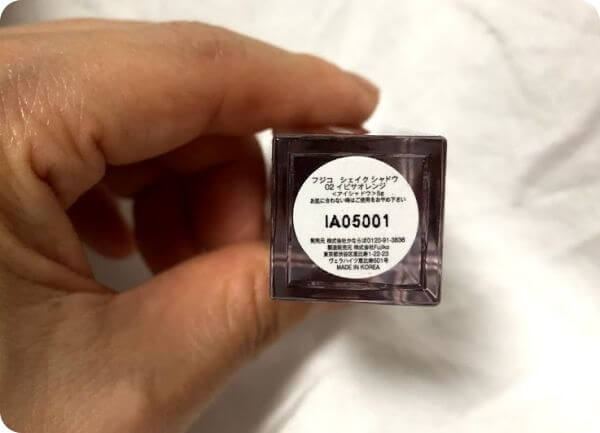 フジコ シェイクシャドウ
02 イビサオレンジ
<アイシャドウ>6g
お肌に合わない時はご使用をおやめ下さい
IA05001
発売元 株式会社かならぼ0120-91-3836
製造販売元 株式会社Fujiko
東京都渋谷区恵比寿1-22-23
ヴェラハイツ恵比寿501号
MADE IN KOREA